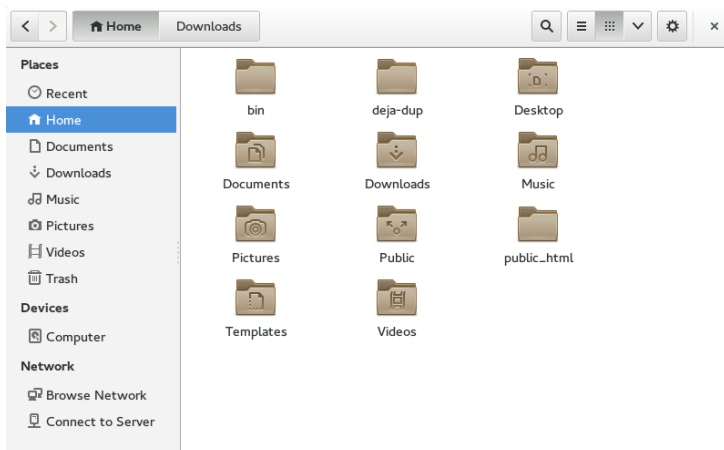 Home Downloads
Places
Recent
Home
Documents
Downloads
Music
Pictures
Videos
Trash
Devices
Computer
Network
Browse Network
Connect to Server
bin deja-dup Desktop
Documents Downloads Music
Pictures Public public_html
Templates Videos